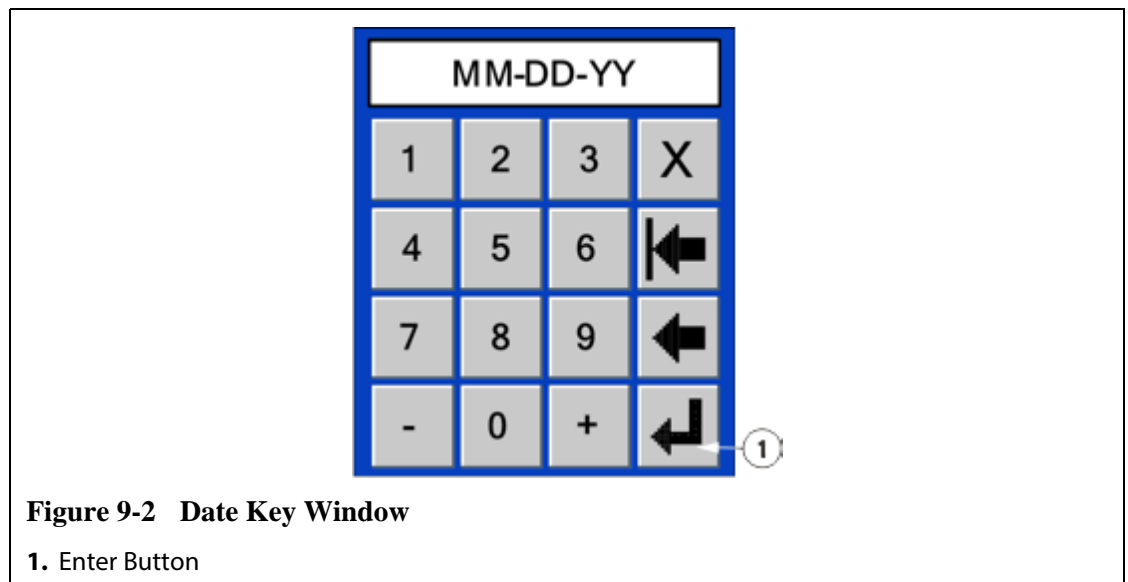 MM-DD-YY
1 2 3 X
4 5 6
7 8 9
- 0 +
1
Figure 9-2 Date Key Window
1. Enter Button